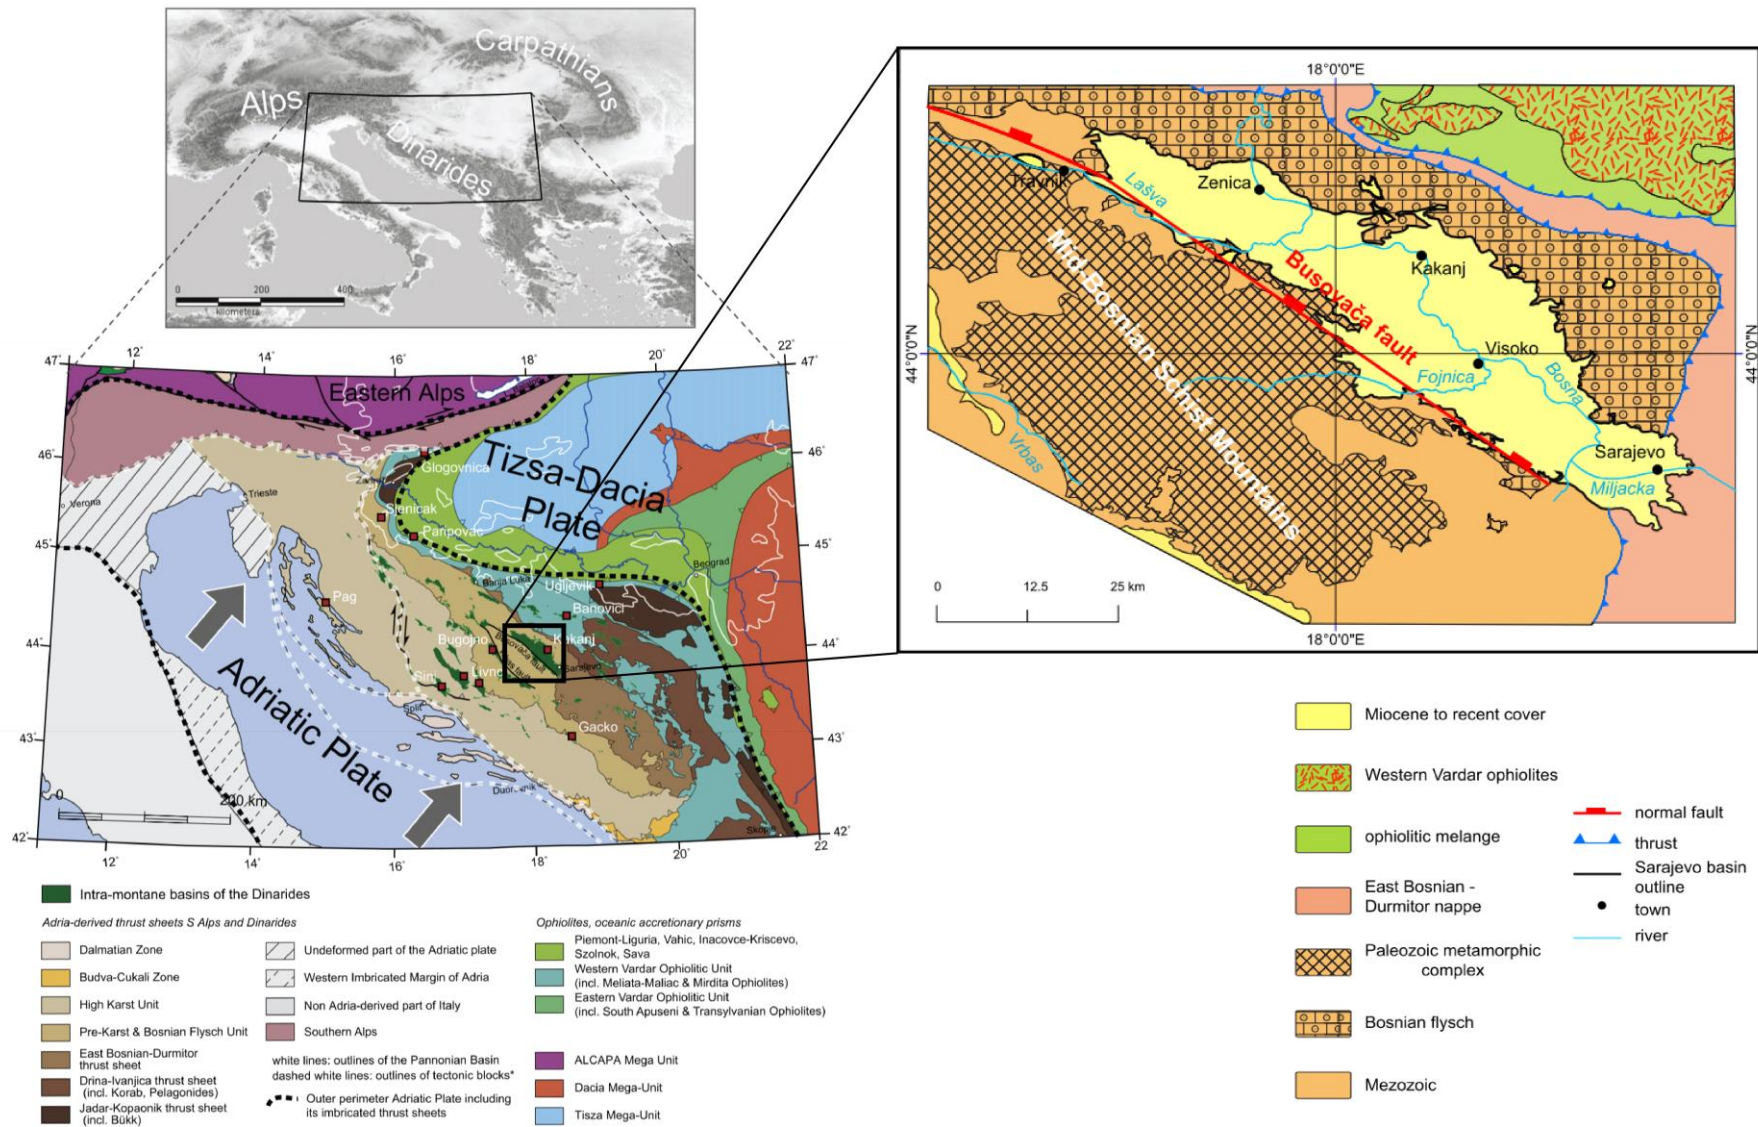 Carpathians
Alps
Dinarides
0 200 400
kilometers
18°0'0"E
Travnik
Lašva
Zenica
Kakanj
Busovača fault
Mid-Bosnian Schist Mountains
44°0'0"N
44°0'0"N
Visoko
Fojnica
Bosna
Vrbas
Sarajevo
Miljacka
0 12.5 25 km
18°0'0"E
47° 12° 14° 16° 18° 20° 22°
47°
Eastern Alps
46°
46°
Glogovnica
Tizsa-Dacia
Plate
Verona
Trieste
Sjenicak
Paripovac
45°
45°
Beograd
Banja Luka
Ugljevik
Pag
Banovici
44°
44°
Bugojno
Kakanj
Busovača fault
Sarajevo
Sinj
Livno
Split
Gacko
Adriatic Plate
43°
43°
0
200 km
Dubrovnik
Skopje
42°
42°
12° 14° 16° 18° 20° 22
Intra-montane basins of the Dinarides
Adria-derived thrust sheets S Alps and Dinarides
Dalmatian Zone
Budva-Cukali Zone
High Karst Unit
Pre-Karst & Bosnian Flysch Unit
East Bosnian-Durmitor
thrust sheet
Drina-Ivanjica thrust sheet
(incl. Korab, Pelagonides)
Jadar-Kopaonik thrust sheet
(incl. Bükk)
Undeformed part of the Adriatic plate
Western Imbricated Margin of Adria
Non Adria-derived part of Italy
Southern Alps
white lines: outlines of the Pannonian Basin
dashed white lines: outlines of tectonic blocks*
Outer perimeter Adriatic Plate including
its imbricated thrust sheets
Ophiolites, oceanic accretionary prisms
Piemont-Liguria, Vahic, Inacovce-Kriscevo,
Szolnok, Sava
Western Vardar Ophiolitic Unit
(incl. Meliata-Maliac & Mirdita Ophiolites)
Eastern Vardar Ophiolitic Unit
(incl. South Apuseni & Transylvanian Ophiolites)
ALCAPA Mega Unit
Dacia Mega-Unit
Tisza Mega-Unit
Miocene to recent cover
Western Vardar ophiolites
ophiolitic melange
East Bosnian -
Durmitor nappe
Paleozoic metamorphic
complex
Bosnian flysch
Mezozoic
normal fault
thrust
Sarajevo basin
outline
town
river